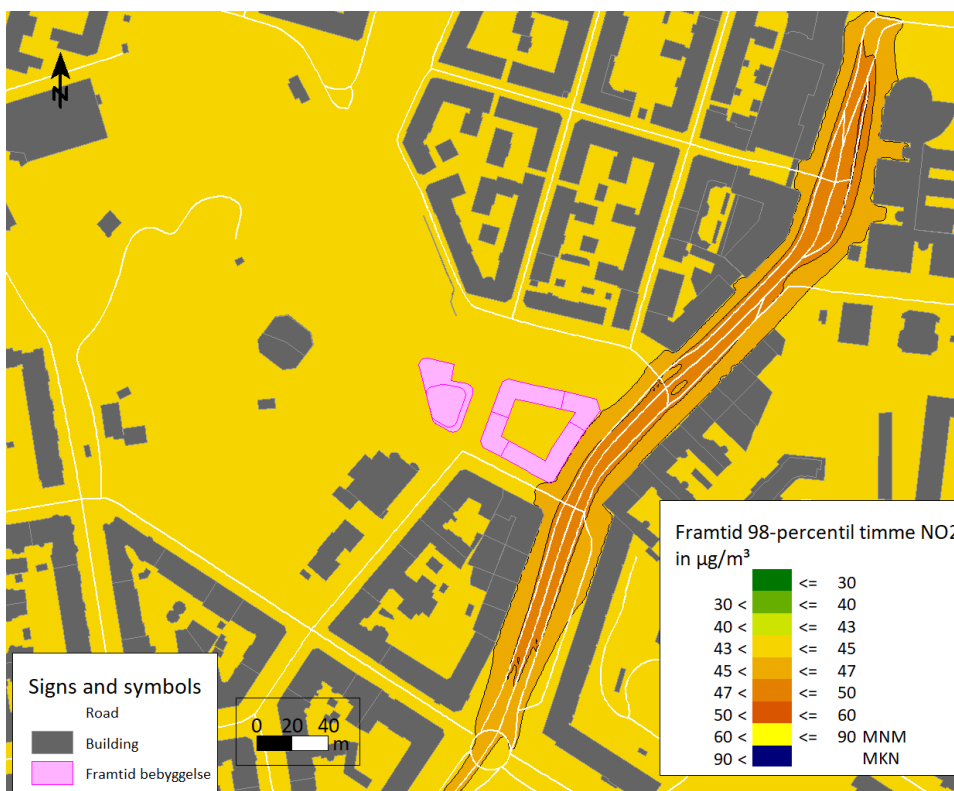 N
Framtid 98-percentil timme NO2
in µg/m³
<= 30
30 < <= 40
40 < <= 43
43 < <= 45
45 < <= 47
47 < <= 50
50 < <= 60
60 < <= 90 MNM
90 < MKN
Signs and symbols
Road
Building
Framtid bebyggelse
0 20 40
m